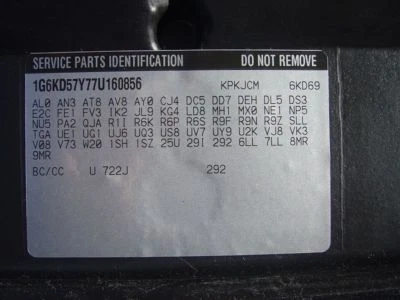 SERVICE PARTS IDENTIFICATION DO NOT REMOVE
1G6KD57Y77U160856 KPKJCM 6KD69
AL0 AN3 AT8 AV8 AY0 CJ4 DC5 DD7 DEH DL5 DS3
E2C FE1 FV3 IK2 JL9 KG4 LD8 MH1 MX0 NE1 NP5
NU5 PA2 QJA R1I R6K R6P R6S R9F R9N R9Z SLL
TGA UE1 UG1 UJ6 UQ3 US8 UV7 UY9 U2K VJ8 VK3
V08 V73 W20 1SH 1SZ 25U 29I 292 6LL 7LL 8MR
9MR
BC/CC U 722J 292